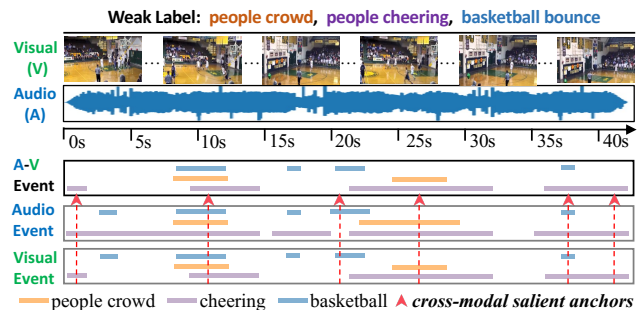 Weak Label: people crowd, people cheering, basketball bounce
Visual
(V)
... ... ... ... ...
Audio
(A)
0s 5s 10s 15s 20s 25s 30s 35s 40s
A-V
Event
Audio
Event
Visual
Event
people crowd cheering basketball cross-modal salient anchors